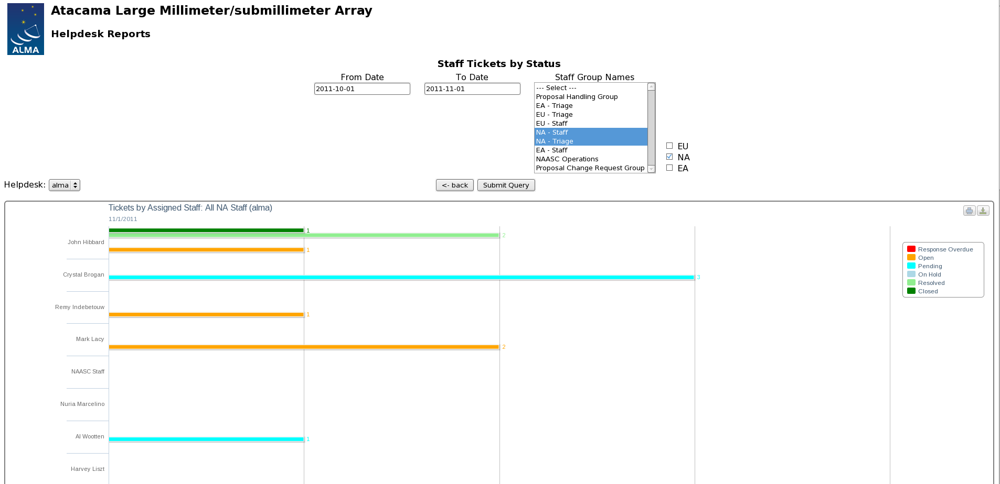 Atacama Large Millimeter/submillimeter Array
Helpdesk Reports
ALMA
Staff Tickets by Status
From Date To Date Staff Group Names
2011-10-01 2011-11-01
--- Select ---
Proposal Handling Group
EA - Triage
EU - Triage
EU - Staff
NA - Staff
NA - Triage
EA - Staff
NAASC Operations
Proposal Change Request Group
EU
NA
EA
Helpdesk: alma <- back Submit Query
Tickets by Assigned Staff: All NA Staff (alma)
11/1/2011
John Hibbard
1
2
1
Crystal Brogan
3
Remy Indebetouw
1
Mark Lacy
2
NAASC Staff
Nuria Marcelino
Al Wootten
1
Harvey Liszt
Response Overdue
Open
Pending
On Hold
Resolved
Closed